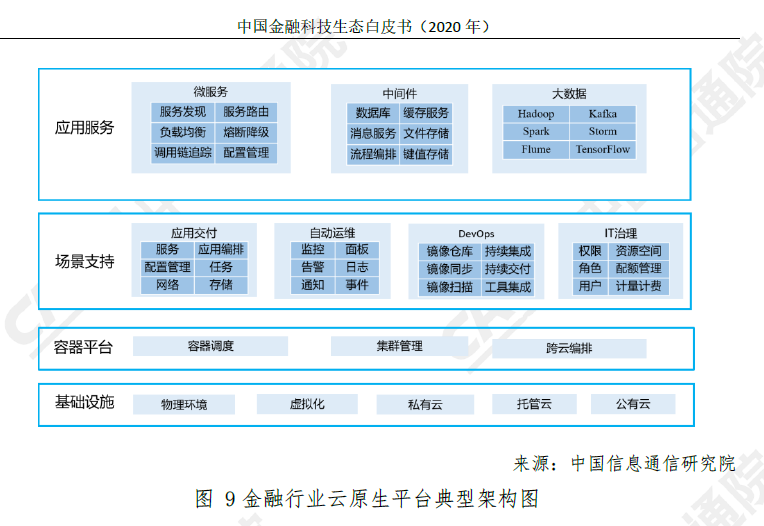 中国金融科技生态白皮书（2020 年）
应用服务
微服务
服务发现 服务路由
负载均衡 熔断降级
调用链追踪 配置管理
中间件
数据库 缓存服务
消息服务 文件存储
流程编排 键值存储
大数据
Hadoop Kafka
Spark Storm
Flume TensorFlow
场景支持
应用交付
服务 应用编排
配置管理 任务
网络 存储
自动运维
监控 面板
告警 日志
通知 事件
DevOps
镜像仓库 持续集成
镜像同步 持续交付
镜像扫描 工具集成
IT治理
权限 资源空间
角色 配额管理
用户 计量计费
容器平台
容器调度 集群管理 跨云编排
基础设施
物理环境 虚拟化 私有云 托管云 公有云
来源：中国信息通信研究院
图 9 金融行业云原生平台典型架构图